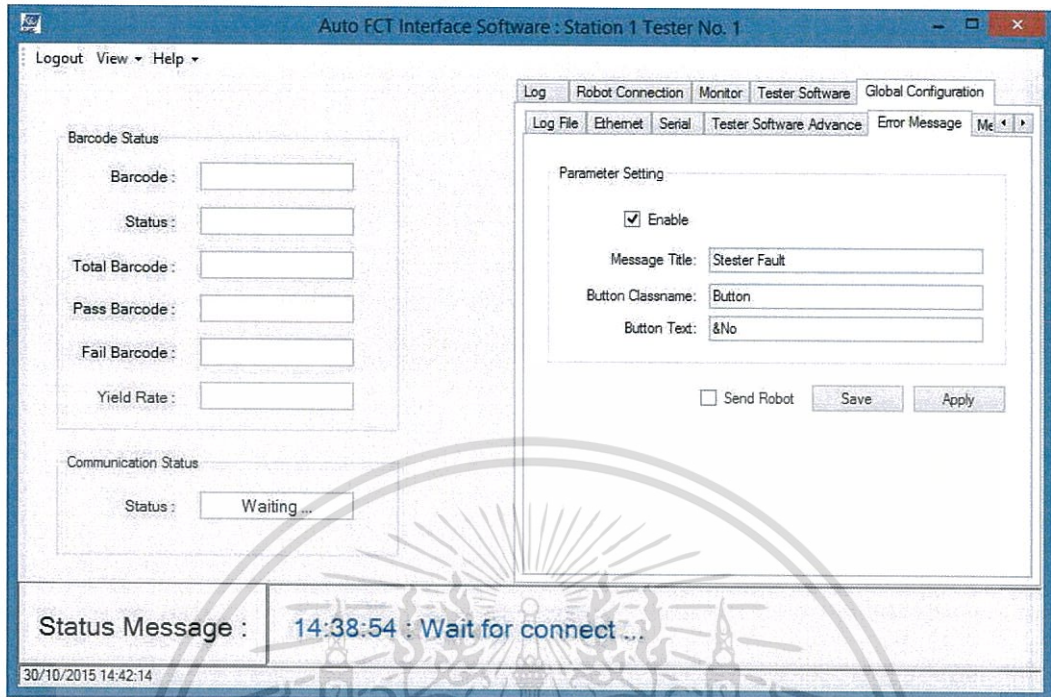 Auto FCT Interface Software : Station 1 Tester No. 1
Logout View Help
Barcode Status
Barcode :
Status :
Total Barcode :
Pass Barcode :
Fail Barcode :
Yield Rate :
Communication Status
Status : Waiting ...
Log Robot Connection Monitor Tester Software Global Configuration
Log File Ethernet Serial Tester Software Advance Error Message Me
Parameter Setting
Enable
Message Title: Stester Fault
Button Classname: Button
Button Text: &No
Send Robot Save Apply
Status Message : 14:38:54 : Wait for connect ...
30/10/2015 14:42:14